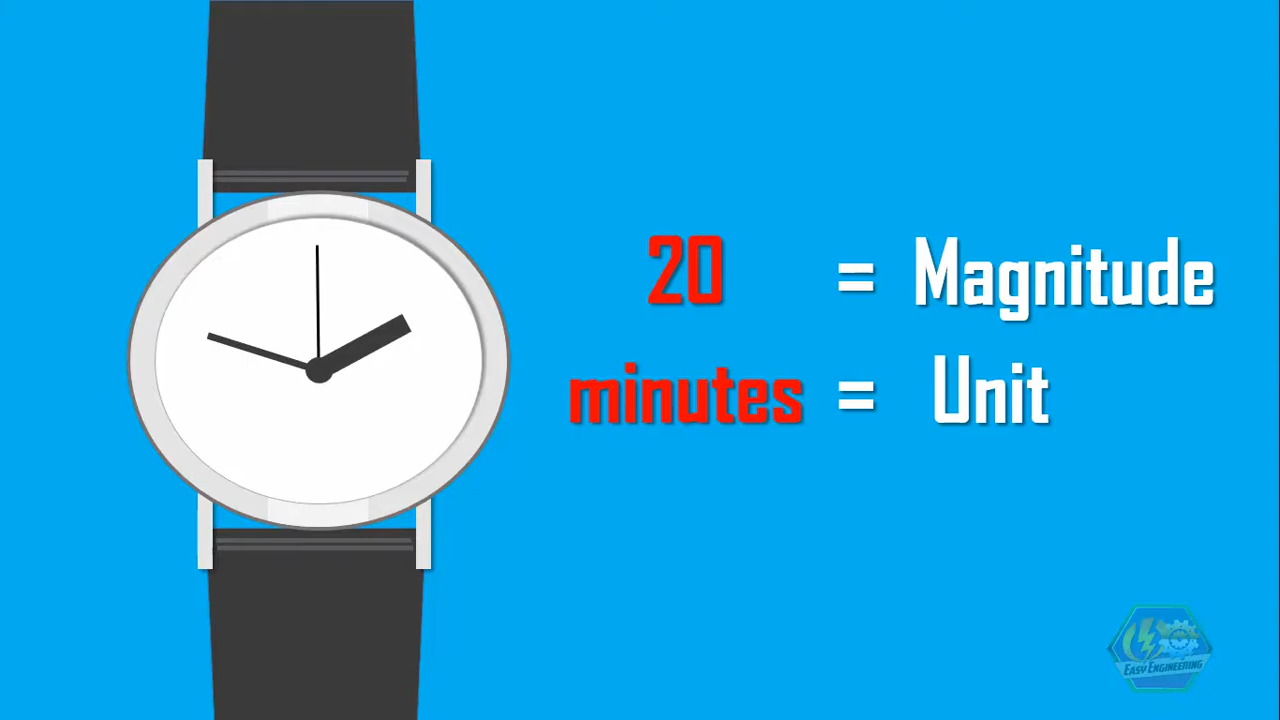 20 = Magnitude
minutes = Unit
EASY ENGINEERING